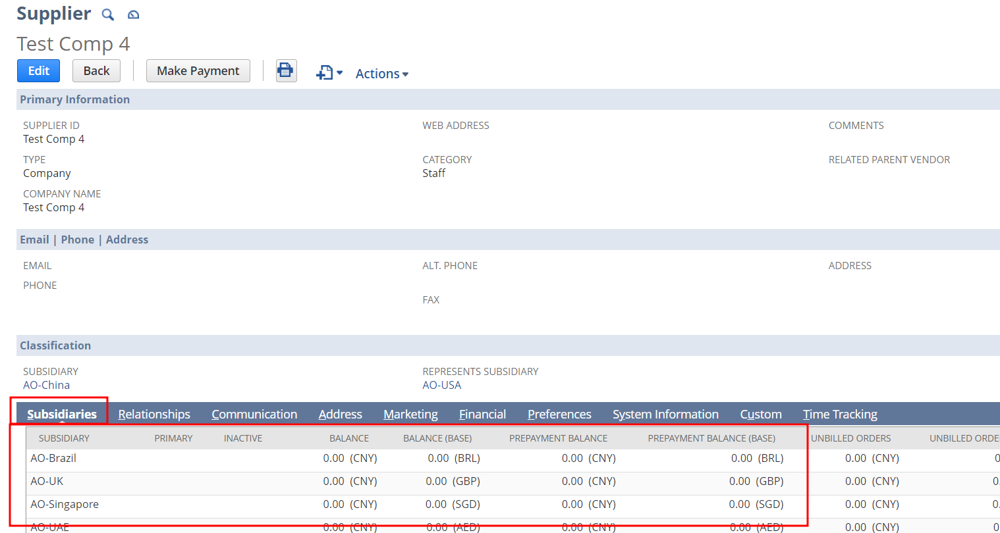 Supplier
Test Comp 4
Edit Back Make Payment Actions
Primary Information
SUPPLIER ID WEB ADDRESS COMMENTS
Test Comp 4
TYPE CATEGORY RELATED PARENT VENDOR
Company Staff
COMPANY NAME
Test Comp 4
Email | Phone | Address
EMAIL ALT. PHONE ADDRESS
PHONE
FAX
Classification
SUBSIDIARY REPRESENTS SUBSIDIARY
AO-China AO-USA
Subsidiaries Relationships Communication Address Marketing Financial Preferences System Information Custom Time Tracking
SUBSIDIARY PRIMARY INACTIVE BALANCE BALANCE (BASE) PREPAYMENT BALANCE PREPAYMENT BALANCE (BASE) UNBILLED ORDERS UNBILLED ORDE
AO-Brazil 0.00 (CNY) 0.00 (BRL) 0.00 (CNY) 0.00 (BRL) 0.00 (CNY) 0
AO-UK 0.00 (CNY) 0.00 (GBP) 0.00 (CNY) 0.00 (GBP) 0.00 (CNY) 0.
AO-Singapore 0.00 (CNY) 0.00 (SGD) 0.00 (CNY) 0.00 (SGD) 0.00 (CNY) 0.
AO-UAE 0.00 (CNY) 0.00 (AED) 0.00 (CNY) 0.00 (AED) 0.00 (CNY) 0